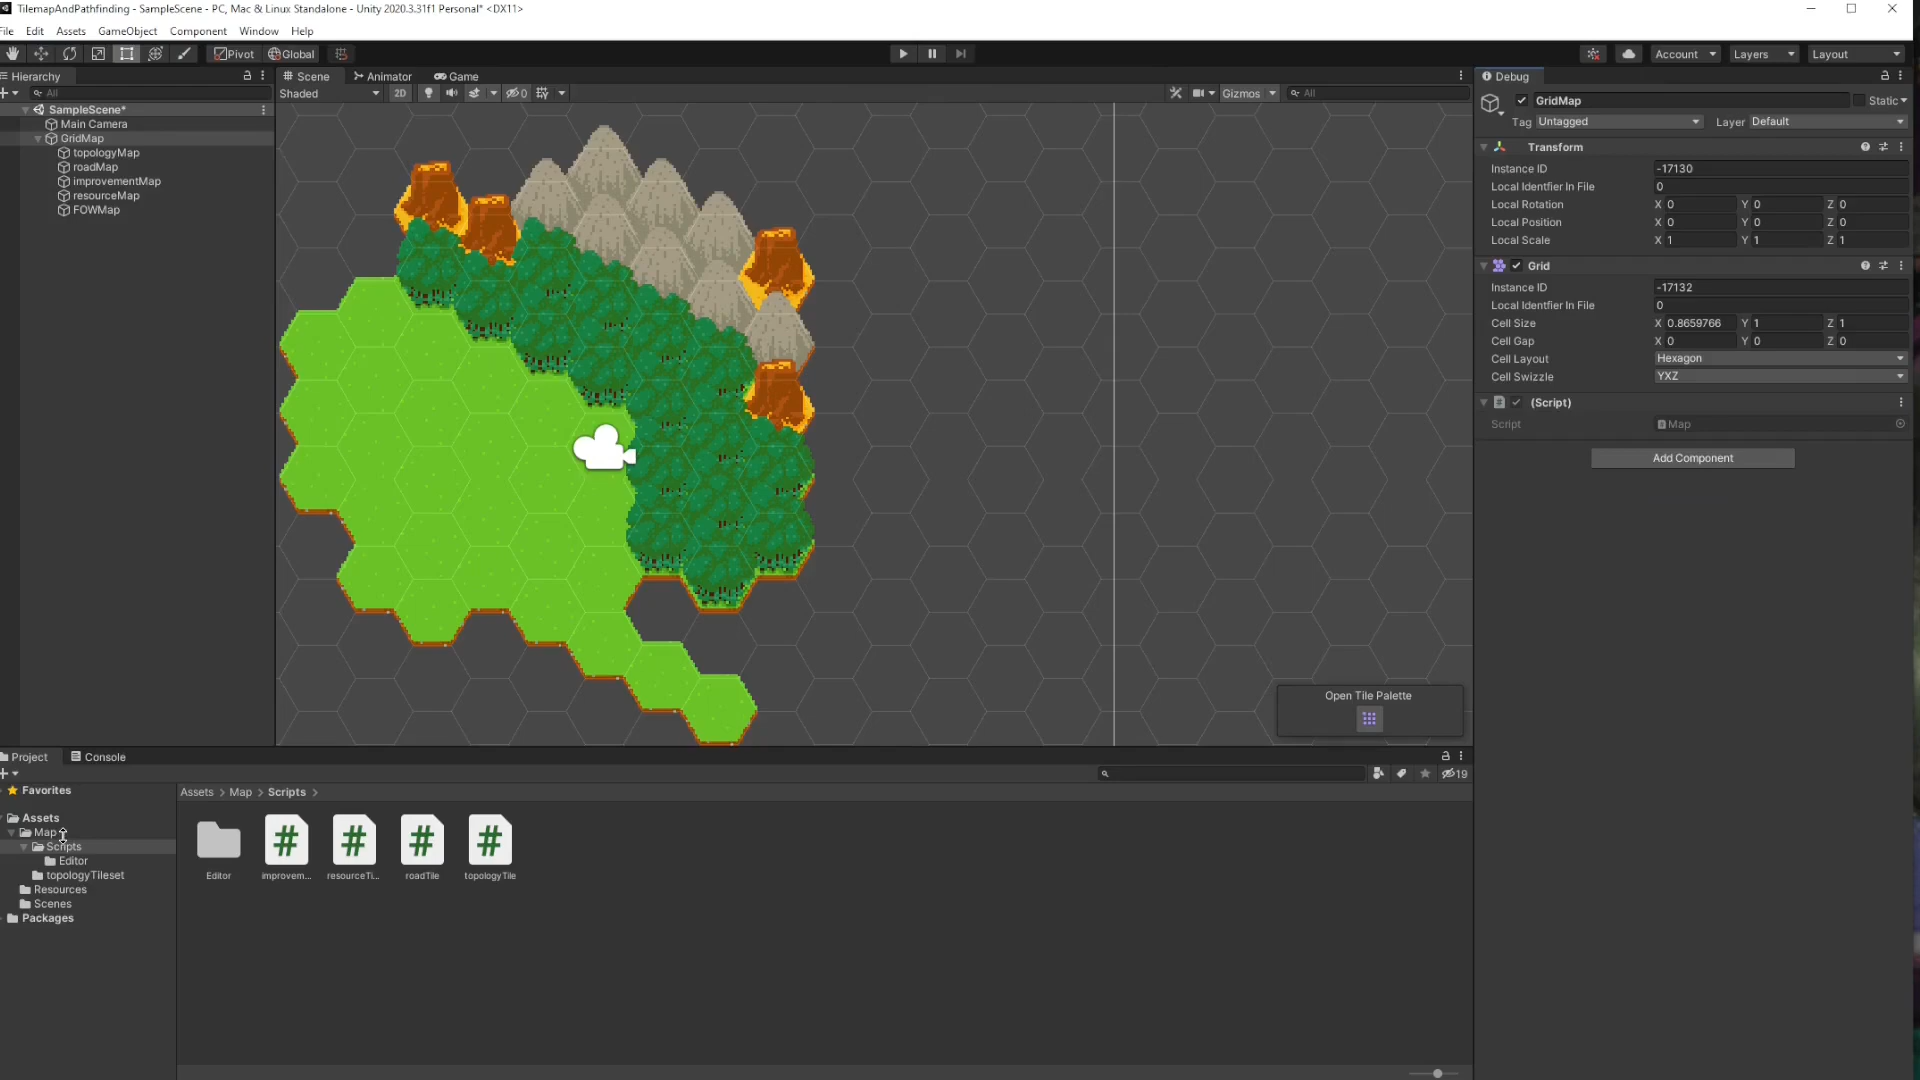 TilemapAndPathfinding - SampleScene - PC, Mac & Linux Standalone - Unity 2020.3.31f1 Personal* <DX11>
File Edit Assets GameObject Component Window Help
Pivot Global Account Layers Layout
Hierarchy
All
SampleScene*
Main Camera
GridMap
topologyMap
roadMap
improvementMap
resourceMap
FOWMap
Scene Animator Game
Shaded 2D 0 Gizmos All
Open Tile Palette
Debug
GridMap Static
Tag Untagged Layer Default
Transform
Instance ID -17130
Local Identfier In File 0
Local Rotation X 0 Y 0 Z 0
Local Position X 0 Y 0 Z 0
Local Scale X 1 Y 1 Z 1
Grid
Instance ID -17132
Local Identfier In File 0
Cell Size X 0.8659766 Y 1 Z 1
Cell Gap X 0 Y 0 Z 0
Cell Layout Hexagon
Cell Swizzle YXZ
# (Script)
Script Map
Add Component
Project Console
19
Favorites
Assets
Map
Scripts
Editor
topologyTileset
Resources
Scenes
Packages
Assets > Map > Scripts >
# # # #
Editor improvem... resourceTi... roadTile topologyTile